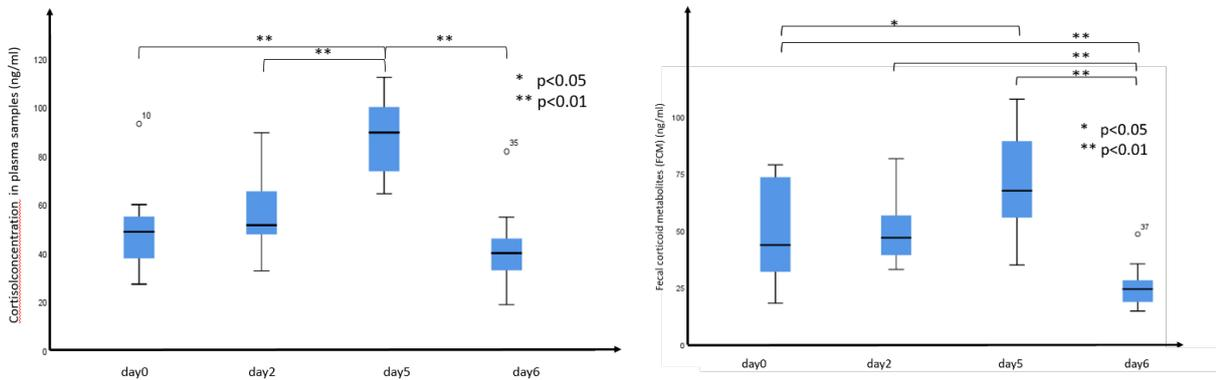 Cortisolconcentration in plasma samples (ng/ml)
120
100
80
60
40
20
0
**
**
**
* p<0.05
** p<0.01
10
35
day0
day2
day5
day6
Fecal corticoid metabolites (FCM) (ng/ml)
100
75
50
25
0
*
**
**
**
* p<0.05
** p<0.01
37
day0
day2
day5
day6